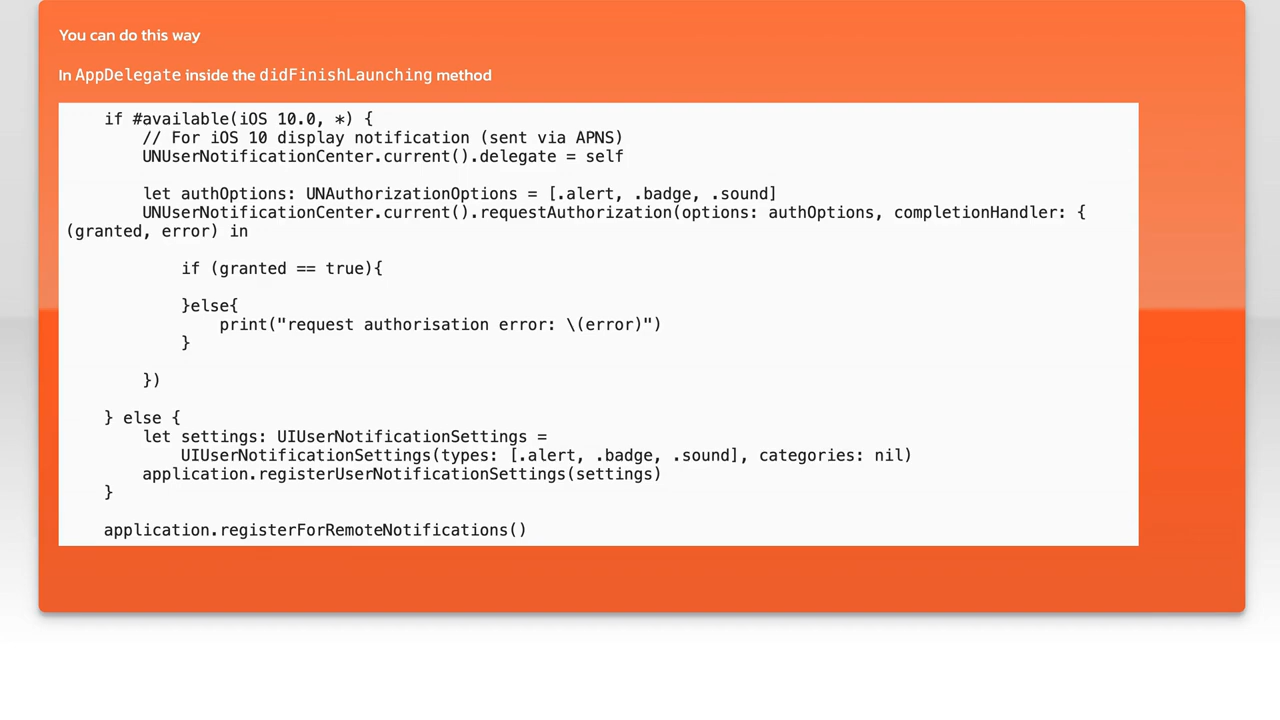 You can do this way
In AppDelegate inside the didFinishLaunching method
if #available(iOS 10.0, *) {
// For iOS 10 display notification (sent via APNS)
UNUserNotificationCenter.current().delegate = self
let authOptions: UNAuthorizationOptions = [.alert, .badge, .sound]
UNUserNotificationCenter.current().requestAuthorization(options: authOptions, completionHandler: {
(granted, error) in
if (granted == true){
}else{
print("request authorisation error: \(error)")
}
})
} else {
let settings: UIUserNotificationSettings =
UIUserNotificationSettings(types: [.alert, .badge, .sound], categories: nil)
application.registerUserNotificationSettings(settings)
}
application.registerForRemoteNotifications()